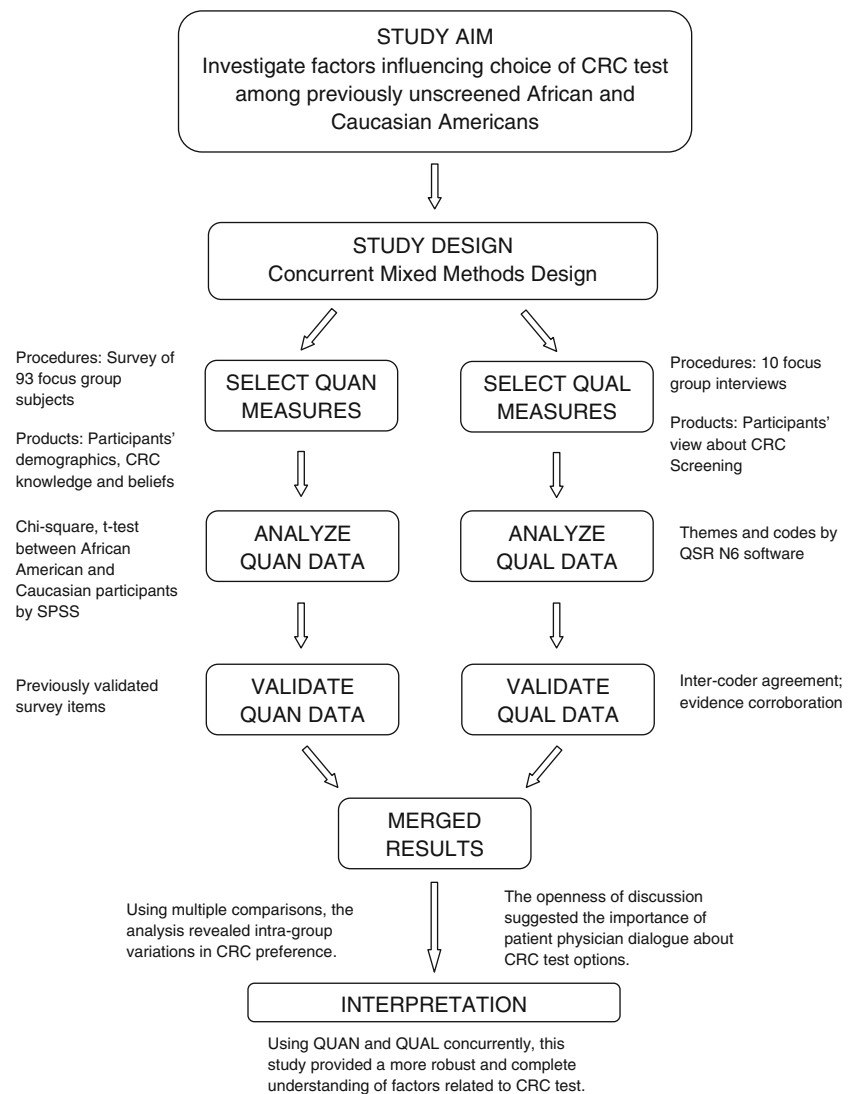 STUDY AIM
Investigate factors influencing choice of CRC test
among previously unscreened African and
Caucasian Americans
STUDY DESIGN
Concurrent Mixed Methods Design
Procedures: Survey of
93 focus group
subjects
Products: Participants'
demographics, CRC
knowledge and beliefs
SELECT QUAN
MEASURES
SELECT QUAL
MEASURES
Procedures: 10 focus
group interviews
Products: Participants'
view about CRC
Screening
Chi-square, t-test
between African
American and
Caucasian participants
by SPSS
ANALYZE
QUAN DATA
ANALYZE
QUAL DATA
Themes and codes by
QSR N6 software
Previously validated
survey items
VALIDATE
QUAN DATA
VALIDATE
QUAL DATA
Inter-coder agreement;
evidence corroboration
MERGED
RESULTS
Using multiple comparisons, the
analysis revealed intra-group
variations in CRC preference.
The openness of discussion
suggested the importance of
patient physician dialogue about
CRC test options.
INTERPRETATION
Using QUAN and QUAL concurrently, this
study provided a more robust and complete
understanding of factors related to CRC test.